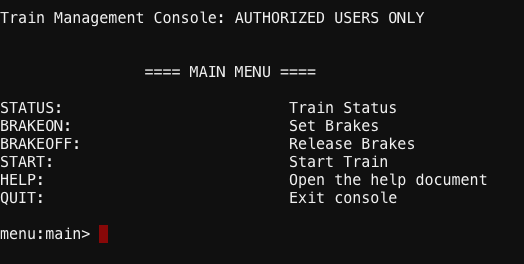 Train Management Console: AUTHORIZED USERS ONLY
==== MAIN MENU ====
STATUS: Train Status
BRAKEON: Set Brakes
BRAKEOFF: Release Brakes
START: Start Train
HELP: Open the help document
QUIT: Exit console
menu:main>